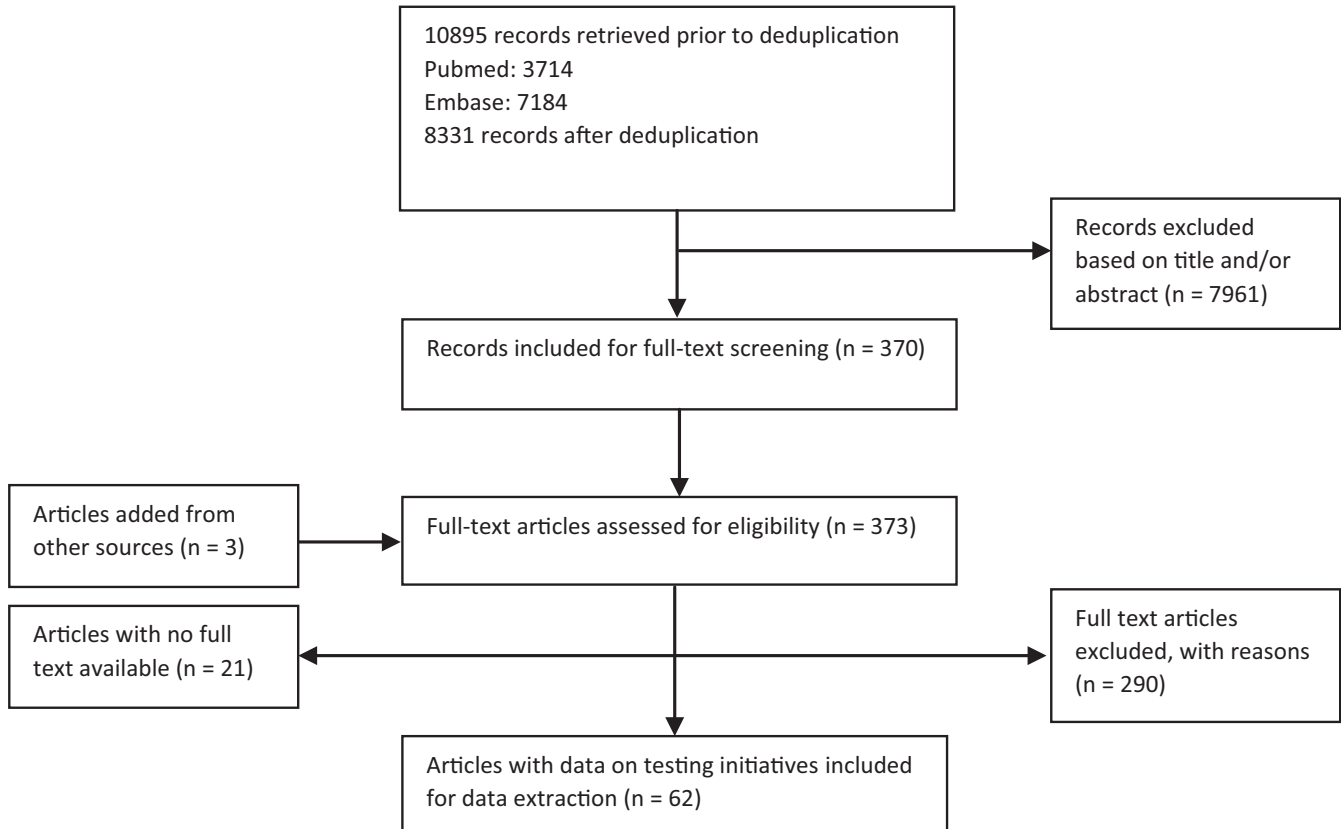 10895 records retrieved prior to deduplication
Pubmed: 3714
Embase: 7184
8331 records after deduplication
Records excluded
based on title and/or
abstract (n = 7961)
Records included for full-text screening (n = 370)
Articles added from
other sources (n = 3)
Full-text articles assessed for eligibility (n = 373)
Articles with no full
text available (n = 21)
Full text articles
excluded, with reasons
(n = 290)
Articles with data on testing initiatives included
for data extraction (n = 62)